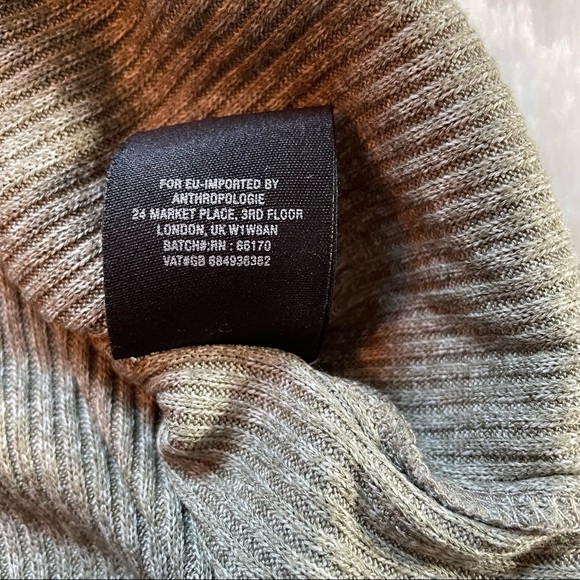 FOR EU-IMPORTED BY
ANTHROPOLOGIE
24 MARKET PLACE, 3RD FLOOR
LONDON, UK W1W8AN
BATCH#:RN : 66170
VAT#GB 684936362